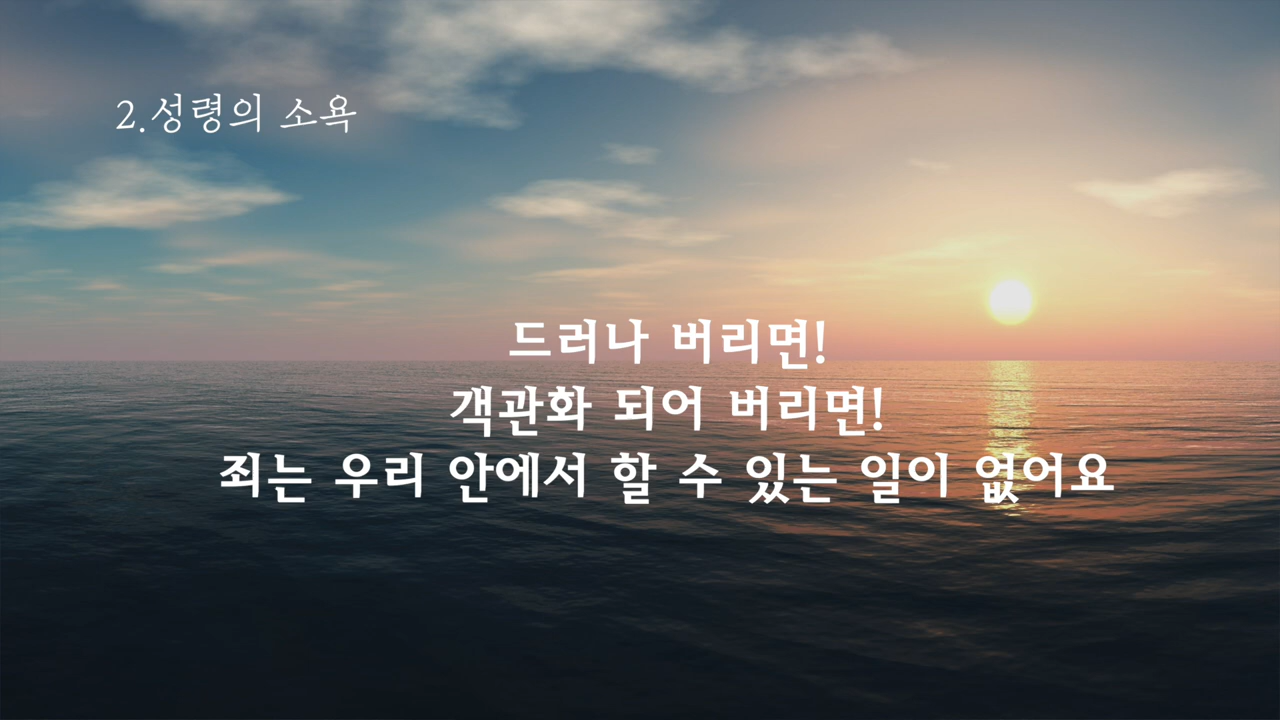 2.성령의 소욕
드러나 버리면!
객관화 되어 버리면!
죄는 우리 안에서 할 수 있는 일이 없어요